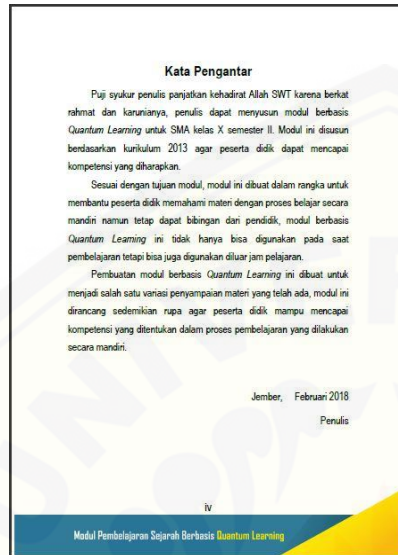 Kata Pengantar
Puji syukur penulis panjatkan kehadirat Allah SWT karena berkat
rahmat dan karunianya, penulis dapat menyusun modul berbasis
Quantum Learning untuk SMA kelas X semester II. Modul ini disusun
berdasarkan kurikulum 2013 agar peserta didik dapat mencapai
kompetensi yang diharapkan.
Sesuai dengan tujuan modul, modul ini dibuat dalam rangka untuk
membantu peserta didik memahami materi dengan proses belajar secara
mandiri namun tetap dapat bibingan dari pendidik, modul berbasis
Quantum Learning ini tidak hanya bisa digunakan pada saat
pembelajaran tetapi bisa juga digunakan diluar jam pelajaran.
Pembuatan modul berbasis Quantum Learning ini dibuat untuk
menjadi salah satu variasi penyampaian materi yang telah ada, modul ini
dirancang sedemikian rupa agar peserta didik mampu mencapai
kompetensi yang ditentukan dalam proses pembelajaran yang dilakukan
secara mandiri.
Jember, Februari 2018
Penulis
iv
Modul Pembelajaran Sejarah Berbasis Quantum Learning